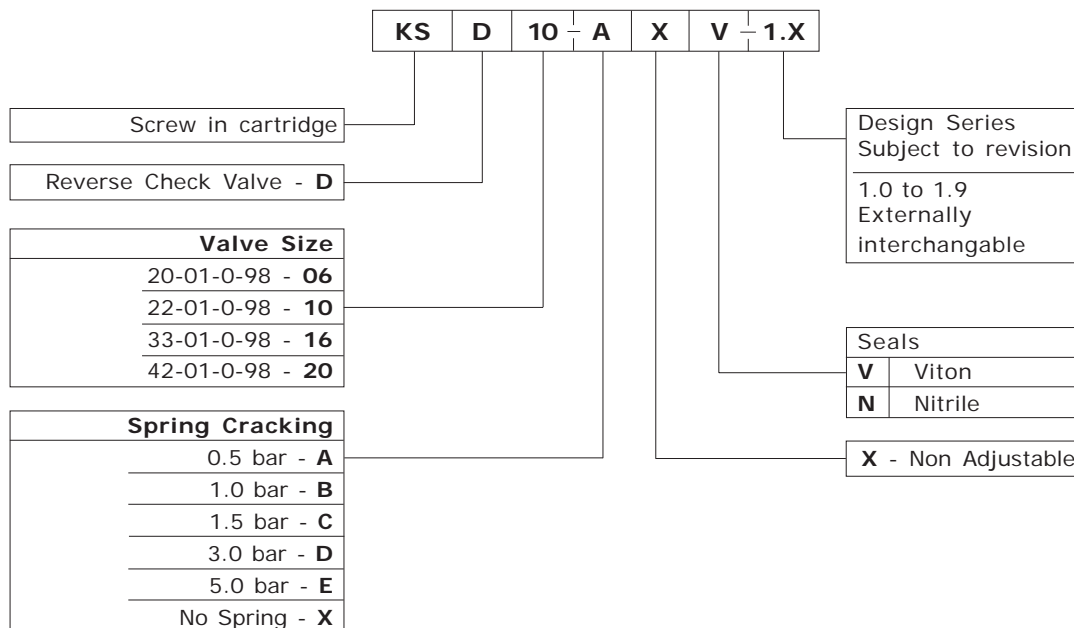 KS D 10 - A X V - 1.X
Screw in cartridge
Reverse Check Valve - D
Valve Size
20-01-0-98 - 06
22-01-0-98 - 10
33-01-0-98 - 16
42-01-0-98 - 20
Spring Cracking
0.5 bar - A
1.0 bar - B
1.5 bar - C
3.0 bar - D
5.0 bar - E
No Spring - X
Design Series
Subject to revision
1.0 to 1.9
Externally
interchangable
Seals
V Viton
N Nitrile
X - Non Adjustable